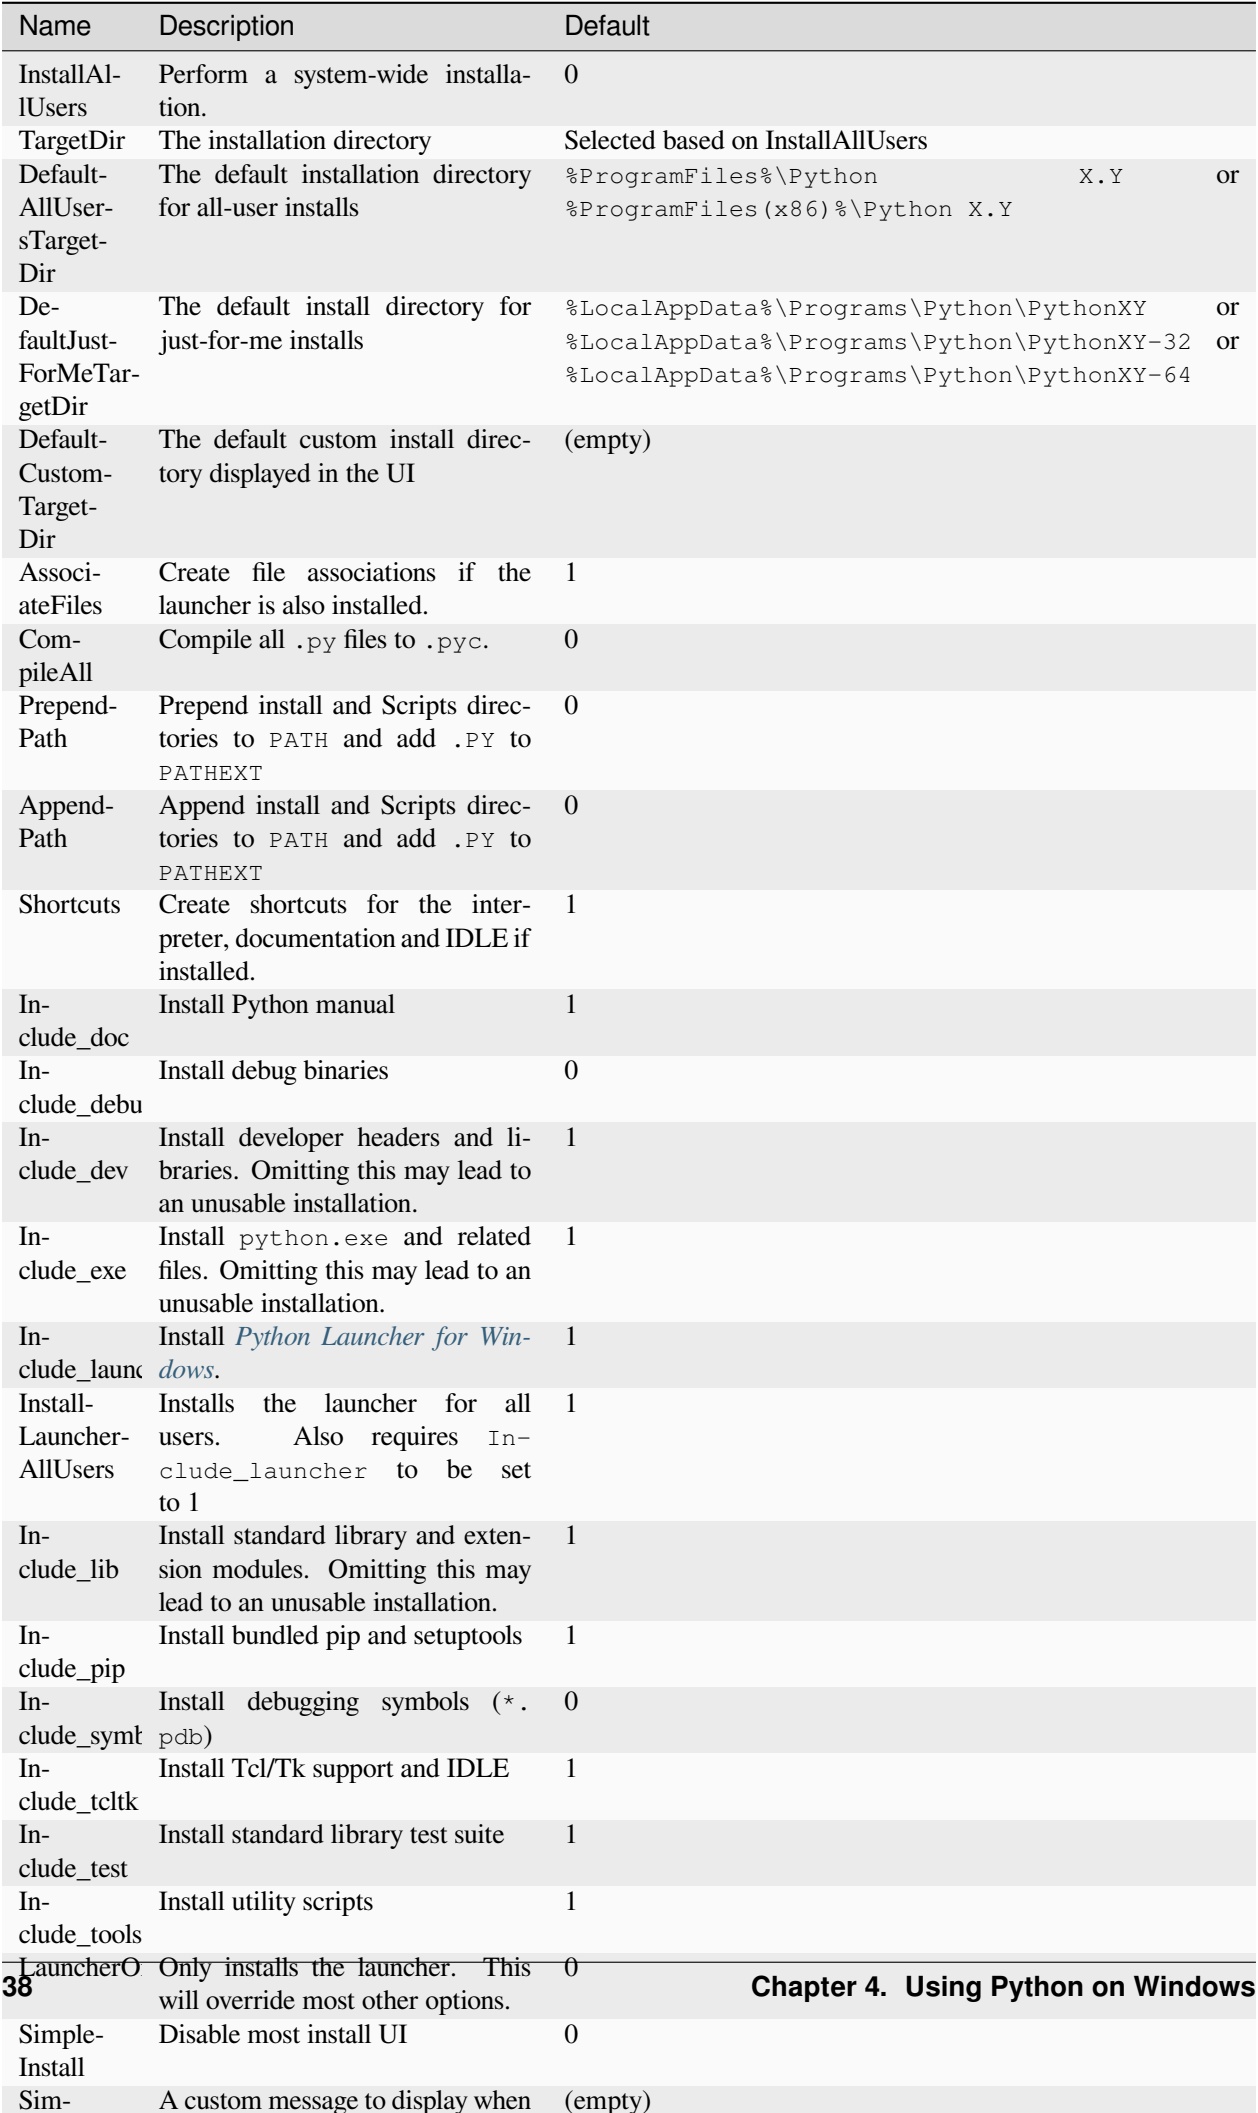 Name Description Default
InstallAl- Perform a system-wide installa- 0
lUsers tion.
TargetDir The installation directory Selected based on InstallAllUsers
Default- The default installation directory %ProgramFiles%\Python X.Y or
AllUser- for all-user installs %ProgramFiles(x86)%\Python X.Y
sTarget-
Dir
De- The default install directory for %LocalAppData%\Programs\Python\PythonXY or
faultJust- just-for-me installs %LocalAppData%\Programs\Python\PythonXY-32 or
ForMeTar- %LocalAppData%\Programs\Python\PythonXY-64
getDir
Default- The default custom install direc- (empty)
Custom- tory displayed in the UI
Target-
Dir
Associ- Create file associations if the 1
ateFiles launcher is also installed.
Com- Compile all .py files to .pyc. 0
pileAll
Prepend- Prepend install and Scripts direc- 0
Path tories to PATH and add .PY to
PATHEXT
Append- Append install and Scripts direc- 0
Path tories to PATH and add .PY to
PATHEXT
Shortcuts Create shortcuts for the inter- 1
preter, documentation and IDLE if
installed.
In- Install Python manual 1
clude_doc
In- Install debug binaries 0
clude_debu
In- Install developer headers and li- 1
clude_dev braries. Omitting this may lead to
an unusable installation.
In- Install python.exe and related 1
clude_exe files. Omitting this may lead to an
unusable installation.
In- Install Python Launcher for Win- 1
clude_launc dows.
Install- Installs the launcher for all 1
Launcher- users. Also requires In-
AllUsers clude_launcher to be set
to 1
In- Install standard library and exten- 1
clude_lib sion modules. Omitting this may
lead to an unusable installation.
In- Install bundled pip and setuptools 1
clude_pip
In- Install debugging symbols (*. 0
clude_symb pdb)
In- Install Tcl/Tk support and IDLE 1
clude_tcltk
In- Install standard library test suite 1
clude_test
In- Install utility scripts 1
clude_tools
LauncherO Only installs the launcher. This 0
38 Chapter 4. Using Python on Windows
will override most other options.
Simple- Disable most install UI 0
Install
Sim- A custom message to display when (empty)